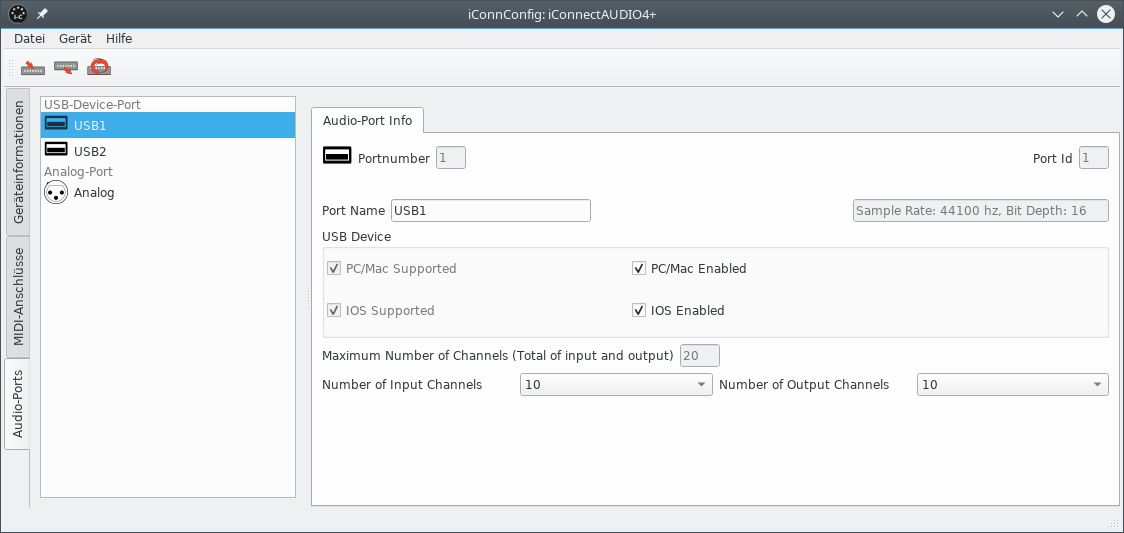 iConnConfig: iConnectAUDIO4+
Datei Gerät Hilfe
Geräteinformationen
MIDI-Anschlüsse
Audio-Ports
USB-Device-Port
USB1
USB2
Analog-Port
Analog
Audio-Port Info
Portnumber 1 Port Id 1
Port Name USB1 Sample Rate: 44100 hz, Bit Depth: 16
USB Device
PC/Mac Supported PC/Mac Enabled
IOS Supported IOS Enabled
Maximum Number of Channels (Total of input and output) 20
Number of Input Channels 10 Number of Output Channels 10